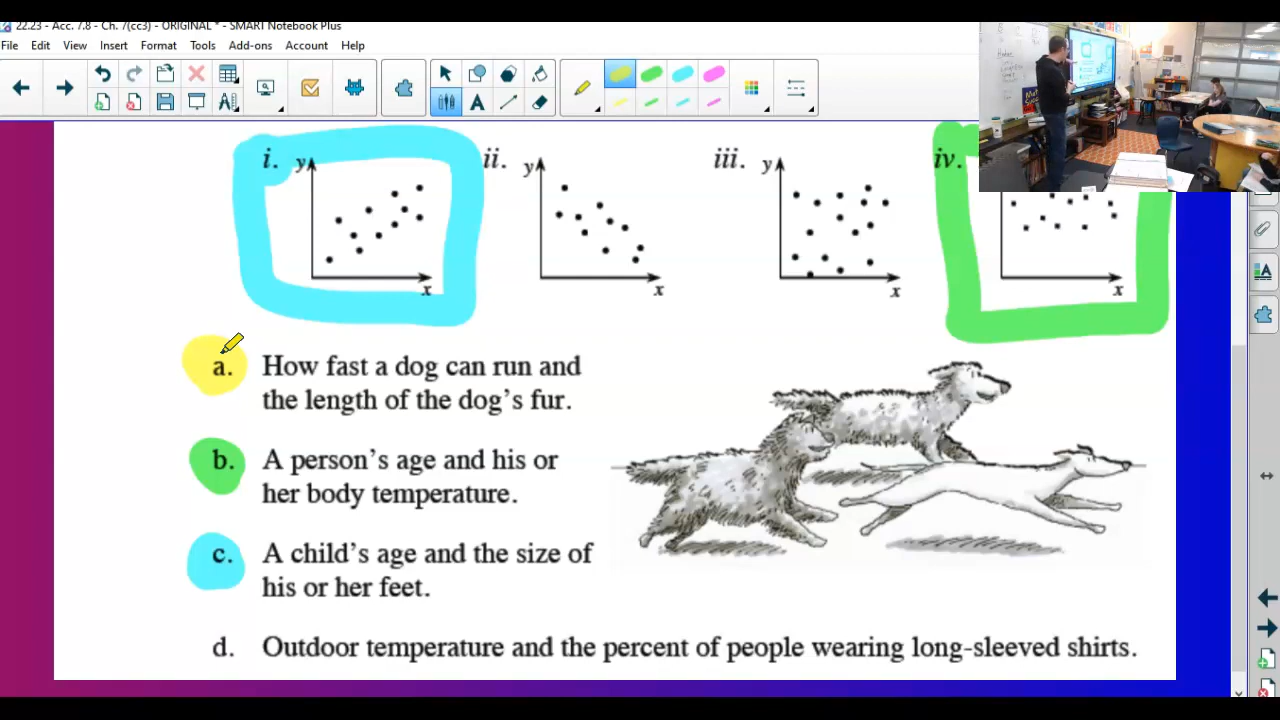 22.23 - Acc. 7.8 - Ch. 7(cc3) - ORIGINAL * - SMART Notebook Plus
File Edit View Insert Format Tools Add-ons Account Help
i. y x
ii. y x
iii. y x
iv. x
a. How fast a dog can run and
the length of the dog's fur.
b. A person's age and his or
her body temperature.
c. A child's age and the size of
his or her feet.
d. Outdoor temperature and the percent of people wearing long-sleeved shirts.